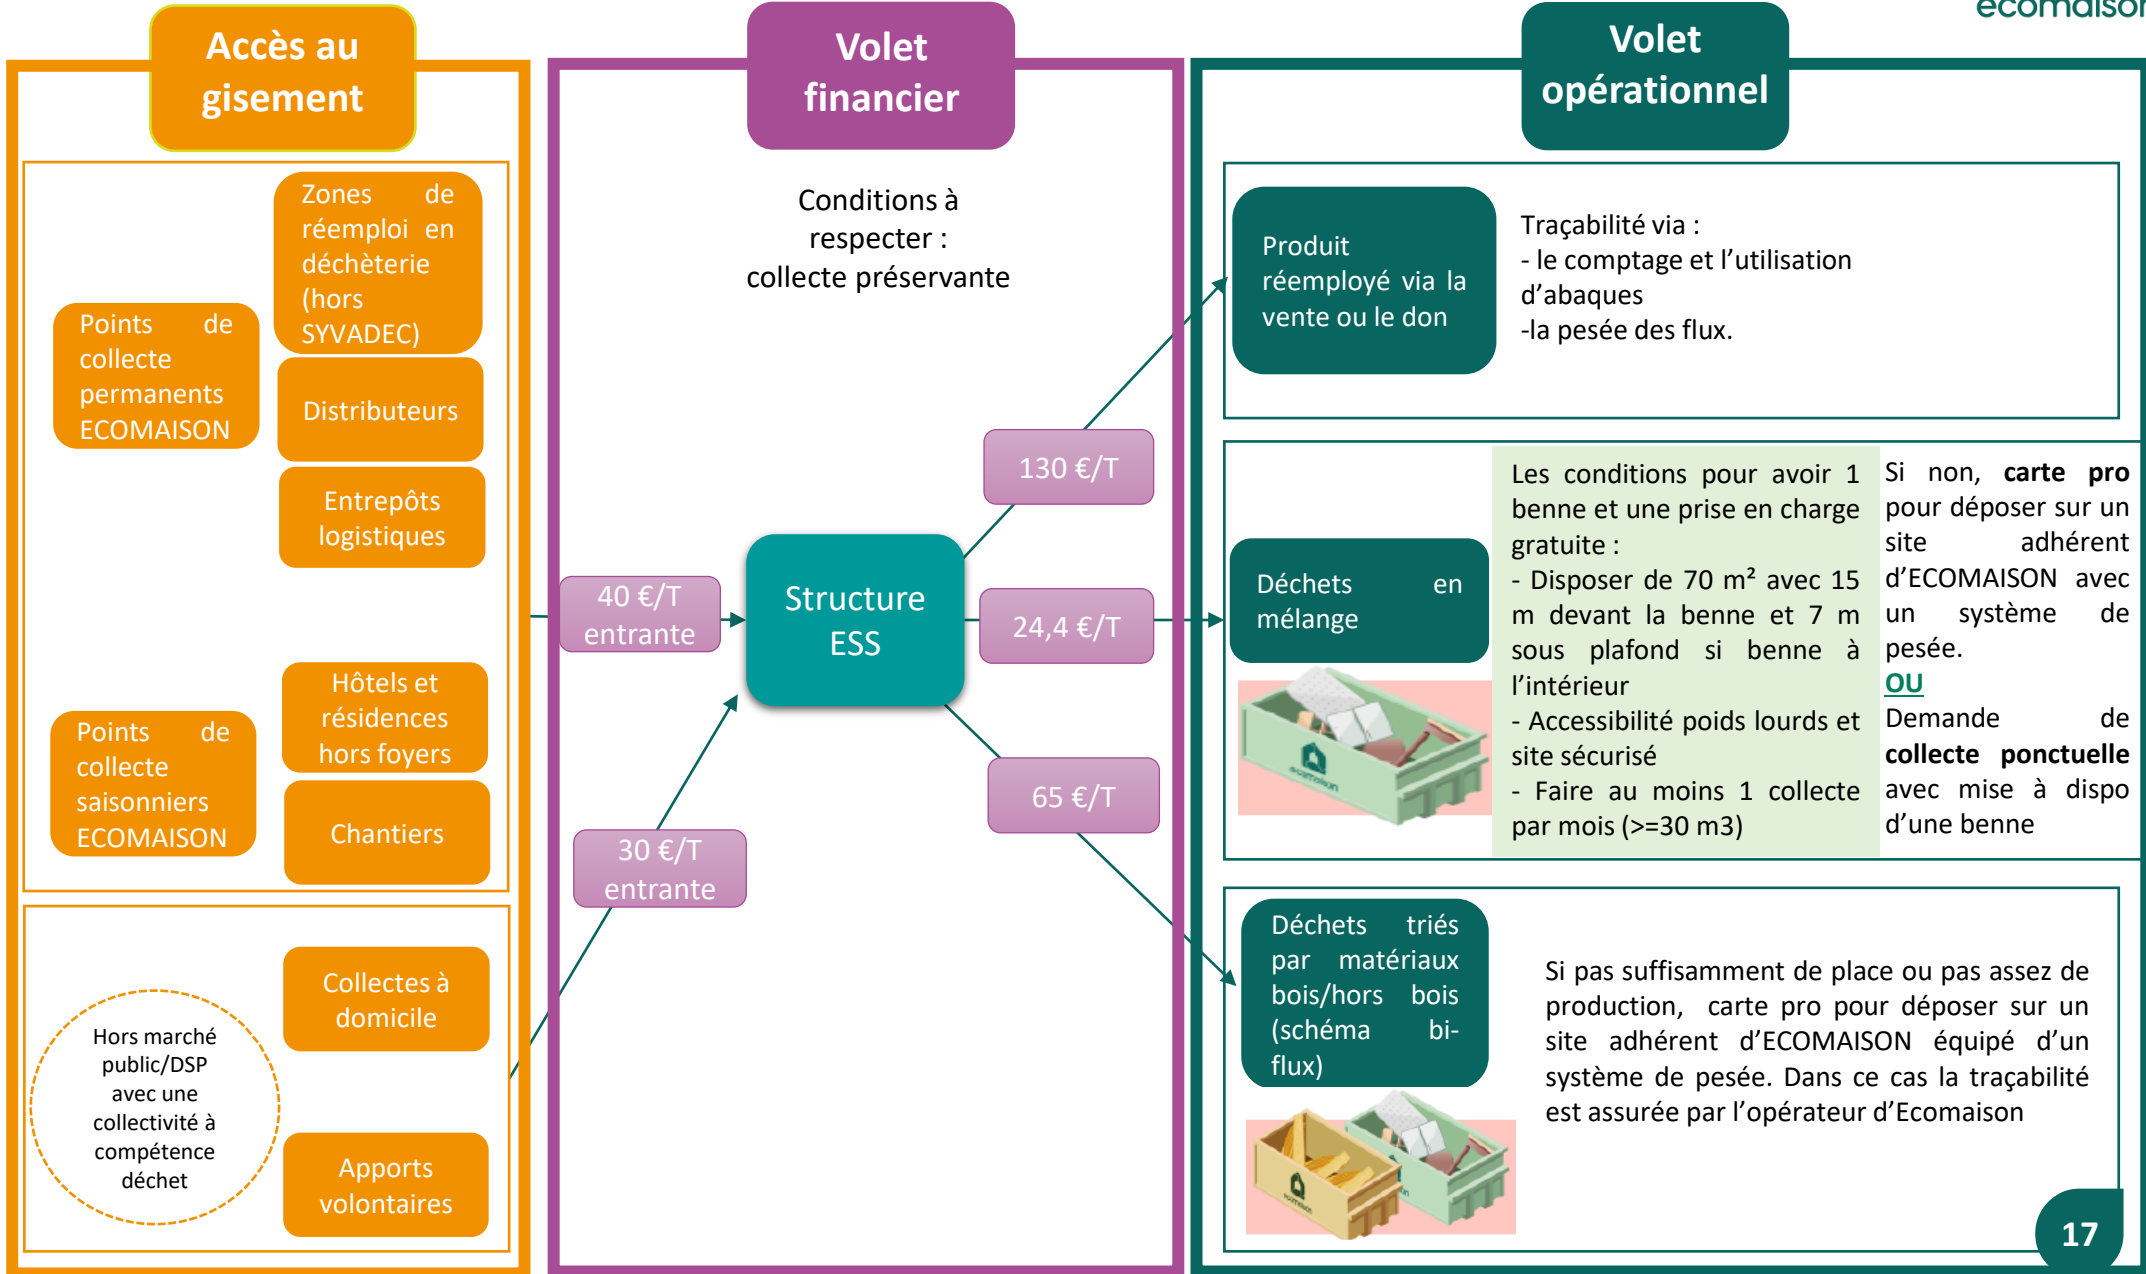 ecomaison
Accès au
gisement
Zones de
réemploi en
déchèterie
(hors
SYVADEC)
Points de
collecte
permanents
ECOMAISON
Distributeurs
Entrepôts
logistiques
Hôtels et
résidences
hors foyers
Points de
collecte
saisonniers
ECOMAISON
Chantiers
Collectes à
domicile
Hors marché
public/DSP
avec une
collectivité à
compétence
déchet
Apports
volontaires
Volet
financier
Conditions à
respecter :
collecte préservante
130 €/T
40 €/T
entrante
Structure
ESS
24,4 €/T
65 €/T
30 €/T
entrante
Volet
opérationnel
Produit
réemployé via la
vente ou le don
Traçabilité via :
- le comptage et l’utilisation
d’abaques
-la pesée des flux.
Déchets en
mélange
ecomaison
Les conditions pour avoir 1
benne et une prise en charge
gratuite :
- Disposer de 70 m² avec 15
m devant la benne et 7 m
sous plafond si benne à
l’intérieur
- Accessibilité poids lourds et
site sécurisé
- Faire au moins 1 collecte
par mois (>=30 m3)
Si non, carte pro
pour déposer sur un
site adhérent
d’ECOMAISON avec
un système de
pesée.
OU
Demande de
collecte ponctuelle
avec mise à dispo
d’une benne
Déchets triés
par matériaux
bois/hors bois
(schéma bi-
flux)
ecomaison
Si pas suffisamment de place ou pas assez de
production, carte pro pour déposer sur un
site adhérent d’ECOMAISON équipé d’un
système de pesée. Dans ce cas la traçabilité
est assurée par l’opérateur d’Ecomaison
17